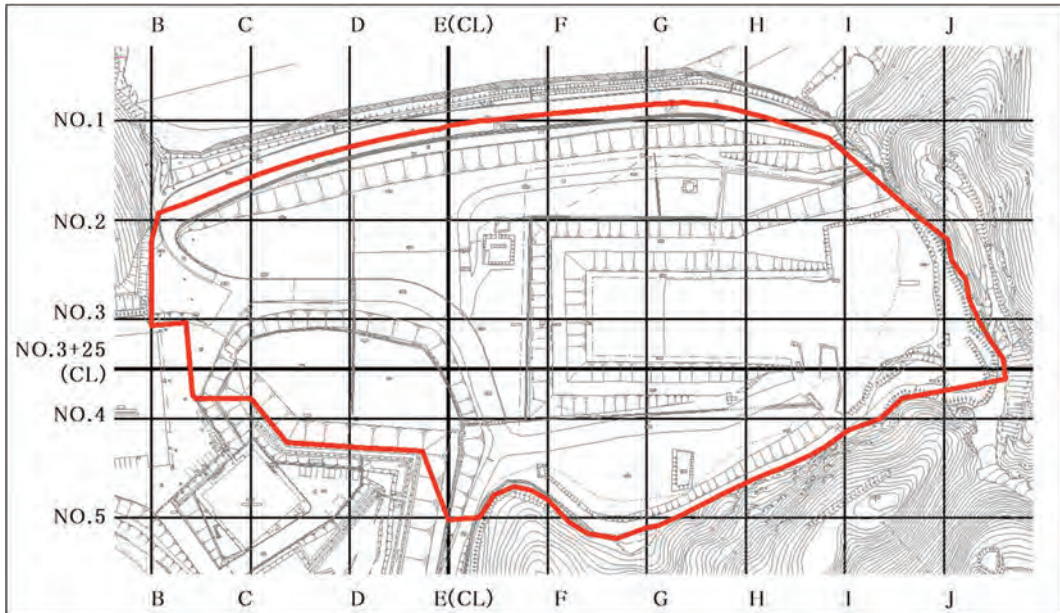 B C D E(CL) F G H I J
NO.1
NO.2
NO.3
NO.3+25
(CL)
NO.4
NO.5
B C D E(CL) F G H I J